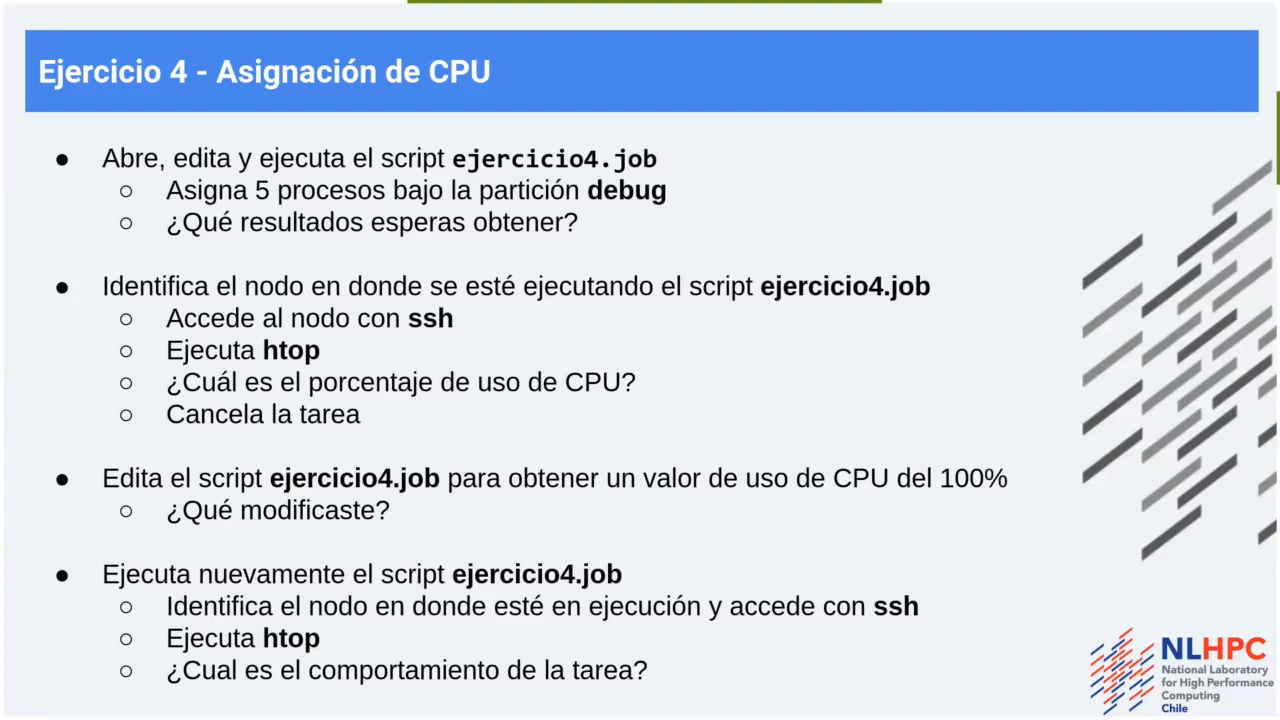 Ejercicio 4 - Asignación de CPU
● Abre, edita y ejecuta el script ejercicio4.job
○ Asigna 5 procesos bajo la partición debug
○ ¿Qué resultados esperas obtener?
● Identifica el nodo en donde se esté ejecutando el script ejercicio4.job
○ Accede al nodo con ssh
○ Ejecuta htop
○ ¿Cuál es el porcentaje de uso de CPU?
○ Cancela la tarea
● Edita el script ejercicio4.job para obtener un valor de uso de CPU del 100%
○ ¿Qué modificaste?
● Ejecuta nuevamente el script ejercicio4.job
○ Identifica el nodo en donde esté en ejecución y accede con ssh
○ Ejecuta htop
○ ¿Cual es el comportamiento de la tarea?
NLHPC
National Laboratory
for High Performance
Computing
Chile